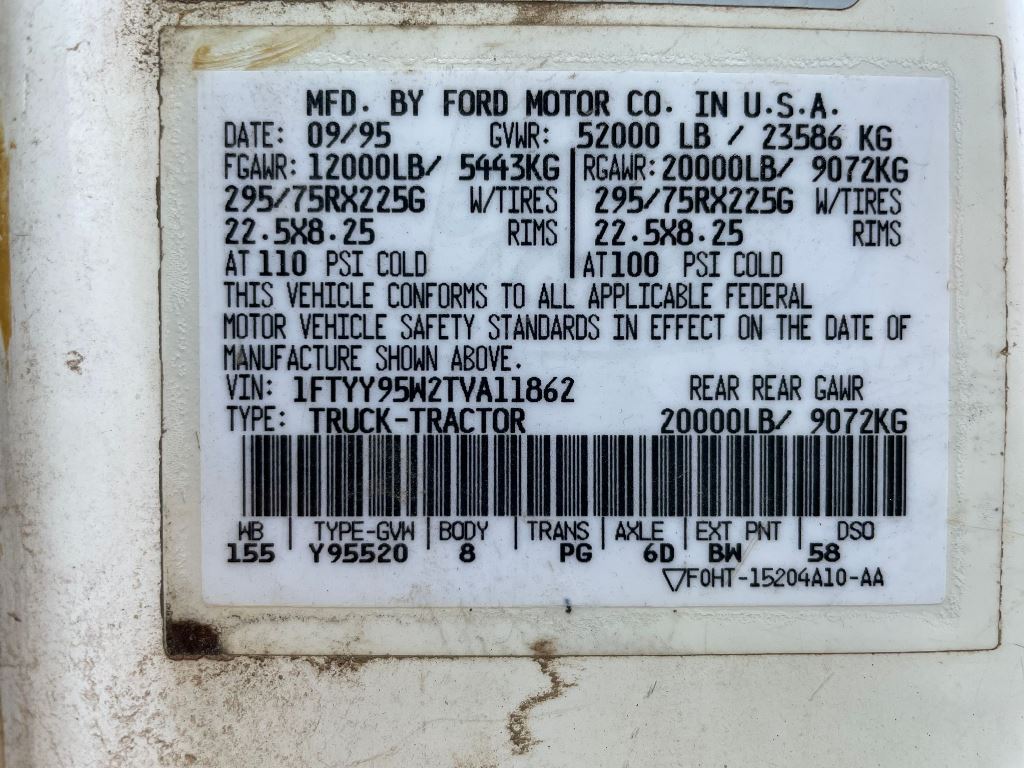 MFD. BY FORD MOTOR CO. IN U.S.A.
DATE: 09/95 GVWR: 52000 LB / 23586 KG
FGAWR: 12000LB/ 5443KG RGAWR: 20000LB/ 9072KG
295/75RX225G W/TIRES 295/75RX225G W/TIRES
22.5X8.25 RIMS 22.5X8.25 RIMS
AT 110 PSI COLD AT 100 PSI COLD
THIS VEHICLE CONFORMS TO ALL APPLICABLE FEDERAL
MOTOR VEHICLE SAFETY STANDARDS IN EFFECT ON THE DATE OF
MANUFACTURE SHOWN ABOVE.
VIN: 1FTYY95W2TVA11862 REAR REAR GAWR
TYPE: TRUCK-TRACTOR 20000LB/ 9072KG
WB TYPE-GVW BODY TRANS AXLE EXT PNT DSO
155 Y95520 8 PG 6D BW 58
▽F0HT-15204A10-AA